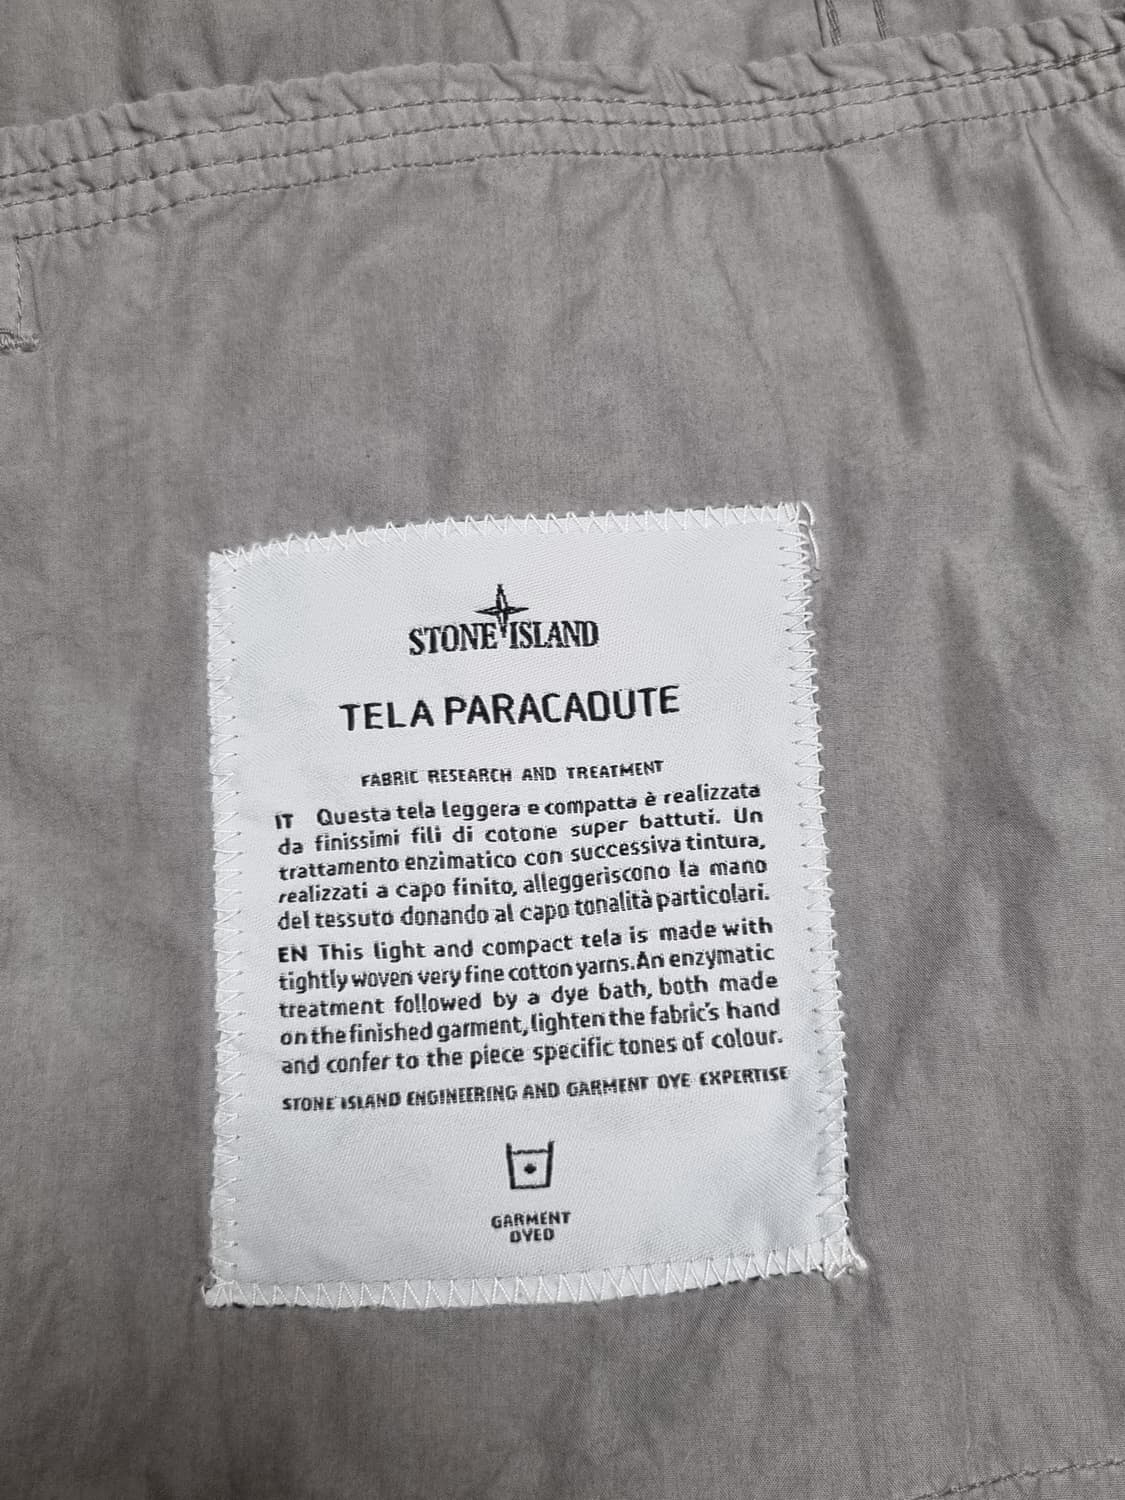 STONE ISLAND
TELA PARACADUTE
FABRIC RESEARCH AND TREATMENT
IT Questa tela leggera e compatta è realizzata
da finissimi fili di cotone super battuti. Un
trattamento enzimatico con successiva tintura,
realizzati a capo finito, alleggeriscono la mano
del tessuto donando al capo tonalità particolari.
EN This light and compact tela is made with
tightly woven very fine cotton yarns. An enzymatic
treatment followed by a dye bath, both made
on the finished garment, lighten the fabric's hand
and confer to the piece specific tones of colour.
STONE ISLAND ENGINEERING AND GARMENT DYE EXPERTISE
GARMENT
DYED